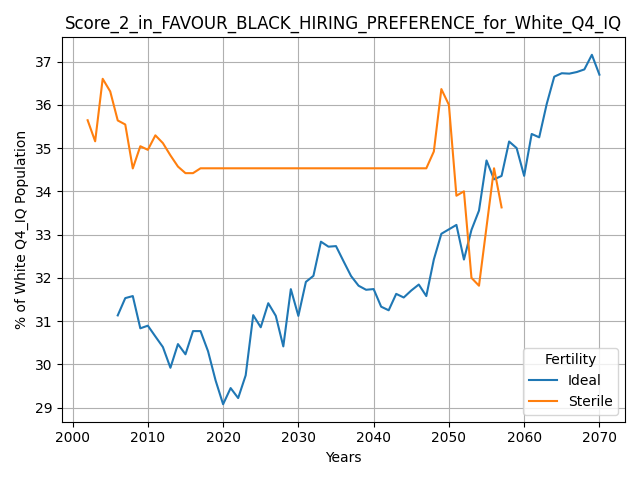 Score_2_in_FAVOUR_BLACK_HIRING_PREFERENCE_for_White_Q4_IQ
% of White Q4_IQ Population
37
36
35
34
33
32
31
30
29
2000
2010
2020
2030
2040
2050
2060
2070
Years
Fertility
Ideal
Sterile